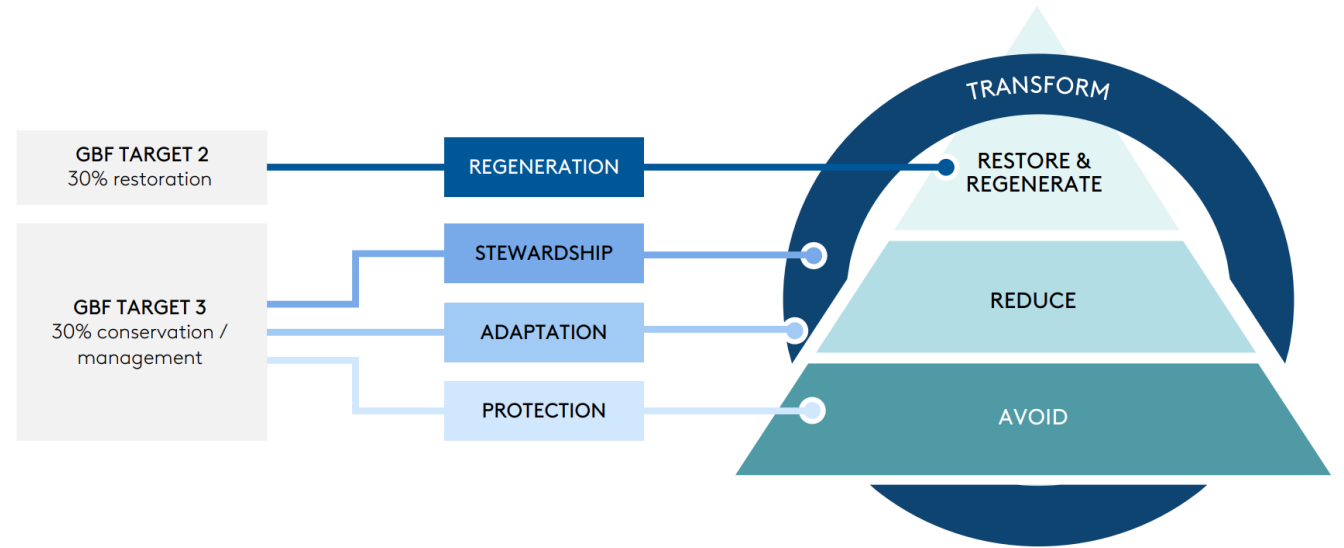 TRANSFORM
GBF TARGET 2
30% restoration
REGENERATION
RESTORE &
REGENERATE
STEWARDSHIP
GBF TARGET 3
30% conservation /
management
ADAPTATION
REDUCE
PROTECTION
AVOID